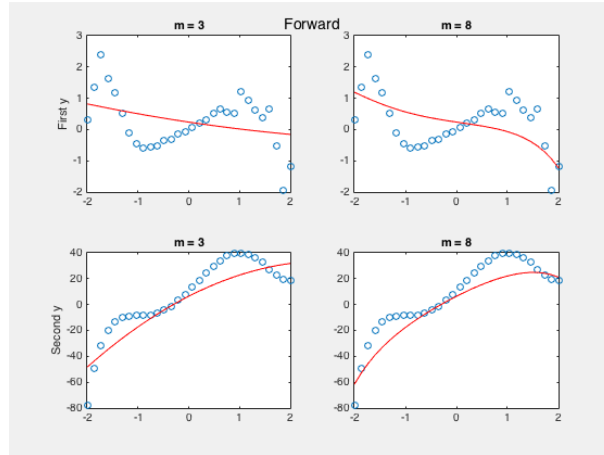 Forward
m = 3
m = 8
First y
3
2
1
0
-1
-2
-2 -1 0 1 2
3
2
1
0
-1
-2
-2 -1 0 1 2
m = 3
m = 8
Second y
40
20
0
-20
-40
-60
-80
-2 -1 0 1 2
40
20
0
-20
-40
-60
-80
-2 -1 0 1 2